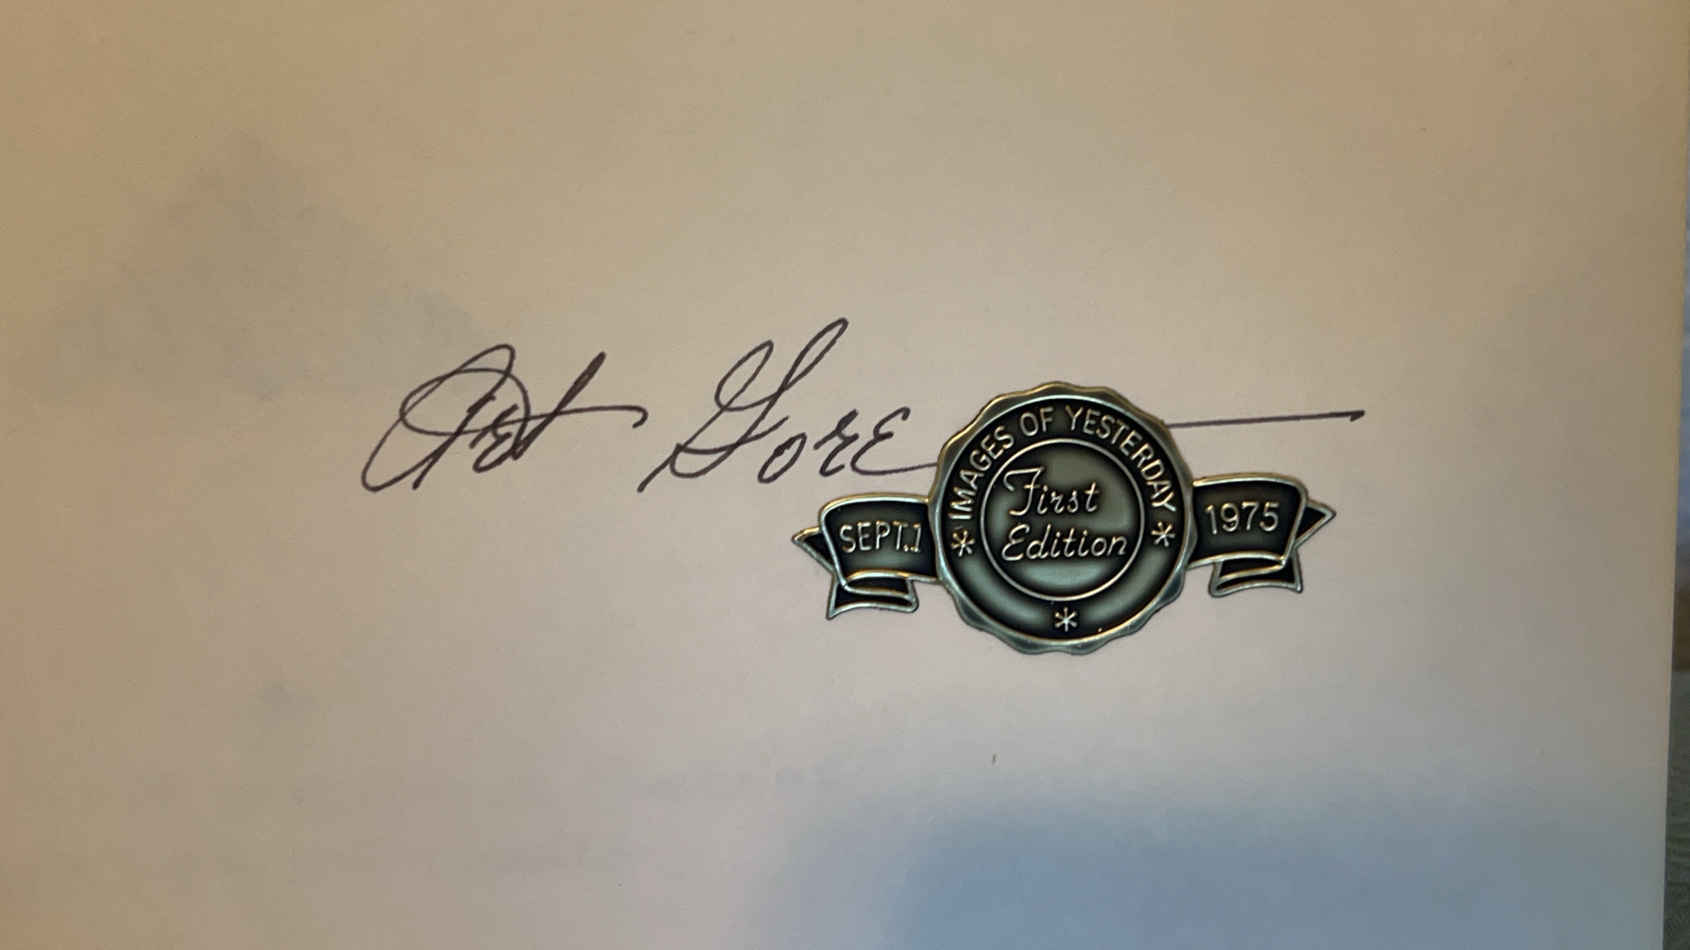 Art Gore
IMAGES OF YESTERDAY
First
Edition
SEPT. 1
1975